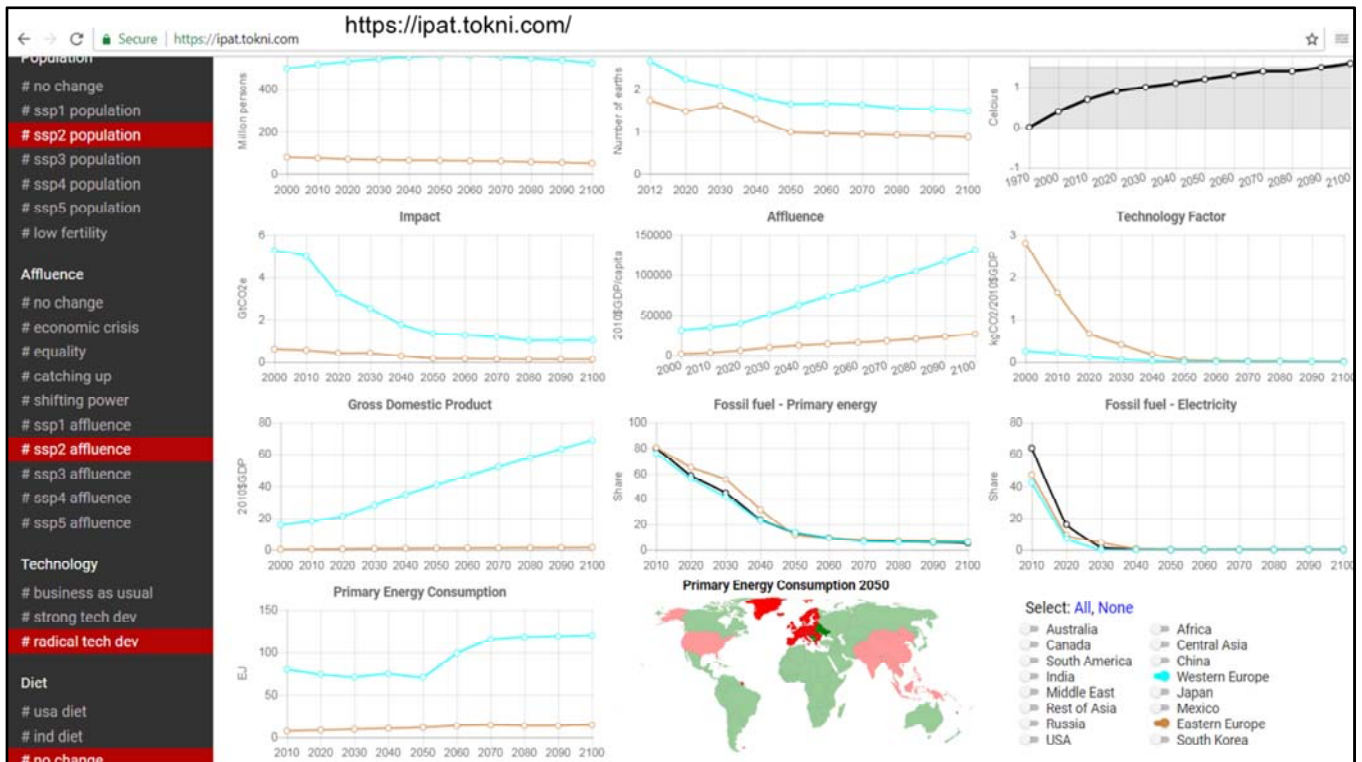 https://ipat.tokni.com/
Secure https://ipat.tokni.com
Population
# no change
# ssp1 population
# ssp2 population
# ssp3 population
# ssp4 population
# ssp5 population
# low fertility
Affluence
# no change
# economic crisis
# equality
# catching up
# shifting power
# ssp1 affluence
# ssp2 affluence
# ssp3 affluence
# ssp4 affluence
# ssp5 affluence
Technology
# business as usual
# strong tech dev
# radical tech dev
Diet
# usa diet
# ind diet
# no change
Million persons
400
200
0
2000 2010 2020 2030 2040 2050 2060 2070 2080 2090 2100
Number of earths
2
1
0
2012 2020 2030 2040 2050 2060 2070 2080 2090 2100
Celcius
1
0
-1
1970 2000 2010 2020 2030 2040 2050 2060 2070 2080 2090 2100
Impact
GtCO2e
6
4
2
0
2000 2010 2020 2030 2040 2050 2060 2070 2080 2090 2100
Affluence
2010$GDP/capita
150000
100000
50000
0
2000 2010 2020 2030 2040 2050 2060 2070 2080 2090 2100
Technology Factor
kgCO2/2010$GDP
3
2
1
0
2000 2010 2020 2030 2040 2050 2060 2070 2080 2090 2100
Gross Domestic Product
2010$GDP
80
60
40
20
0
2000 2010 2020 2030 2040 2050 2060 2070 2080 2090 2100
Fossil fuel - Primary energy
Share
100
80
60
40
20
0
2010 2020 2030 2040 2050 2060 2070 2080 2090 2100
Fossil fuel - Electricity
Share
80
60
40
20
0
2010 2020 2030 2040 2050 2060 2070 2080 2090 2100
Primary Energy Consumption
EJ
150
100
50
0
2010 2020 2030 2040 2050 2060 2070 2080 2090 2100
Primary Energy Consumption 2050
Select: All, None
Australia Africa
Canada Central Asia
South America China
India Western Europe
Middle East Japan
Rest of Asia Mexico
Russia Eastern Europe
USA South Korea